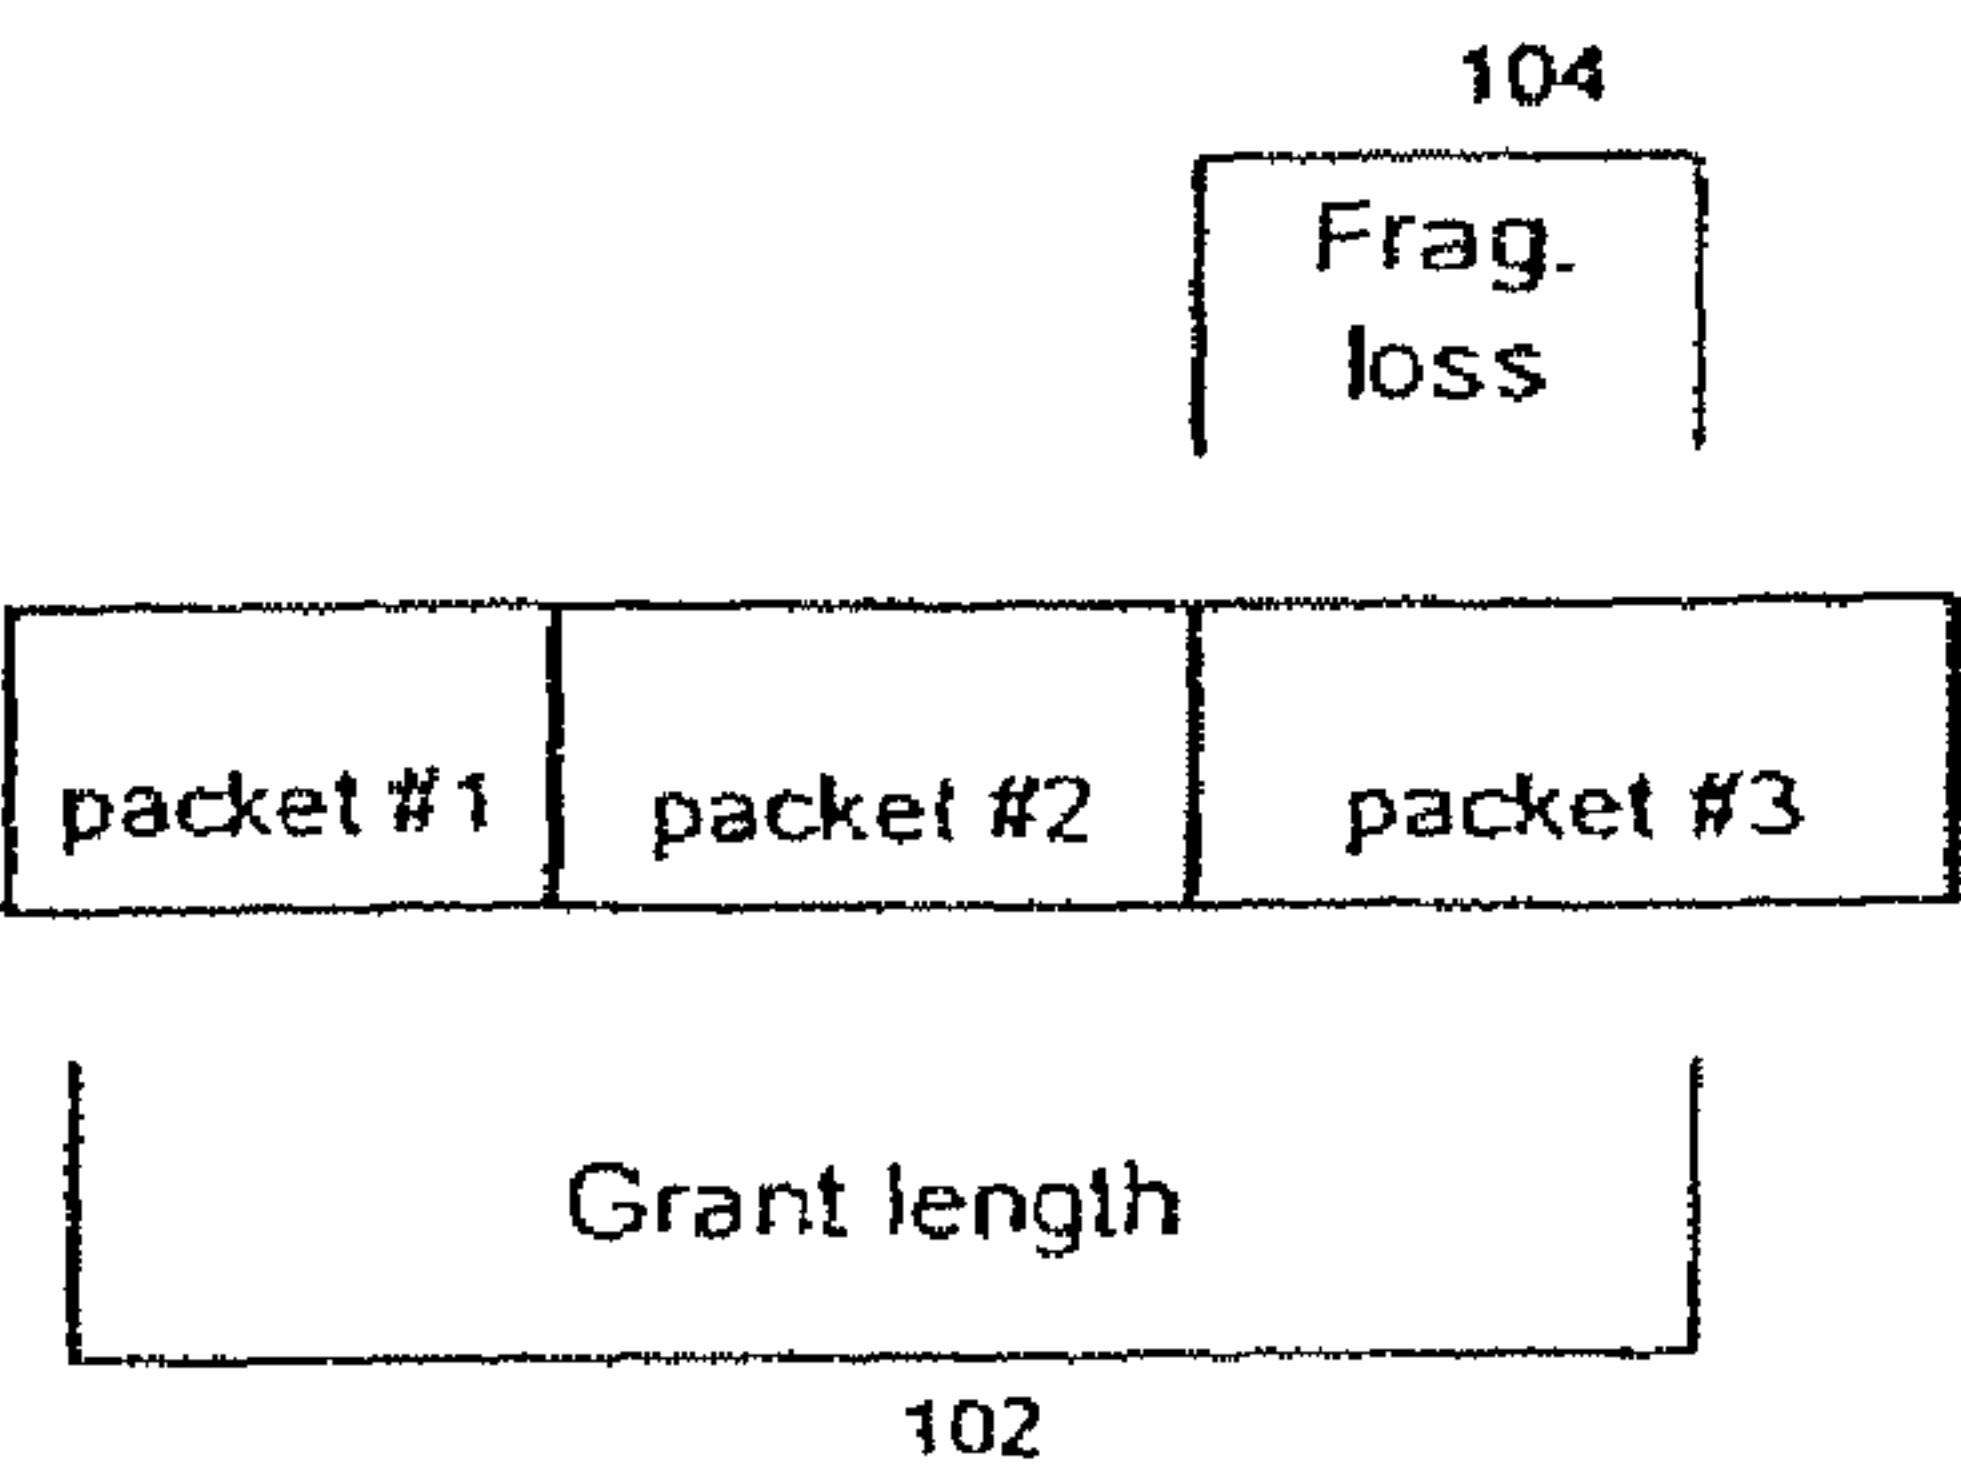 104
Frag.
loss
packet #1
packet #2
packet #3
Grant length
102